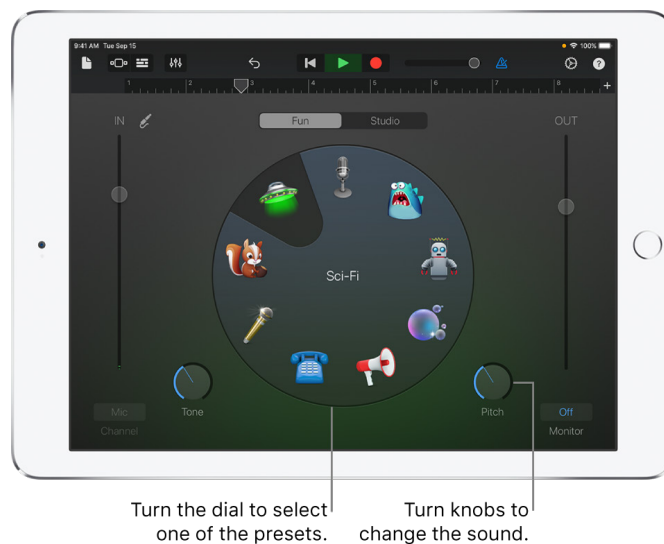 9:41 AM Tue Sep 15
100%
?
1 2 3 4 5 6 7 8 +
IN
Fun Studio
OUT
Sci-Fi
Tone
Pitch
Mic
Off
Channel
Monitor
Turn the dial to select
one of the presets.
Turn knobs to
change the sound.